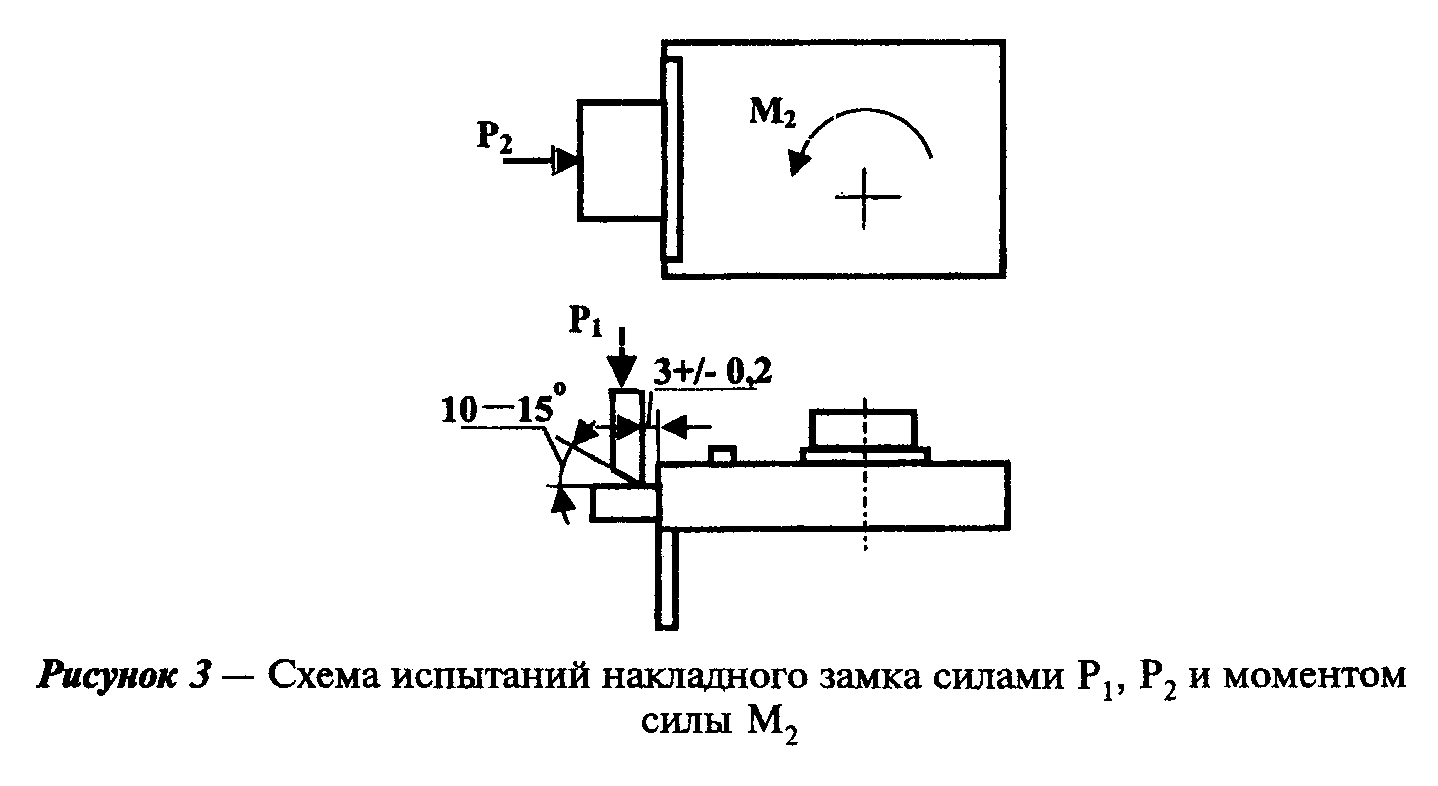 M₂
P₂
P₁
3+/- 0,2
10—15°
Рисунок 3 — Схема испытаний накладного замка силами P₁, P₂ и моментом
силы M₂